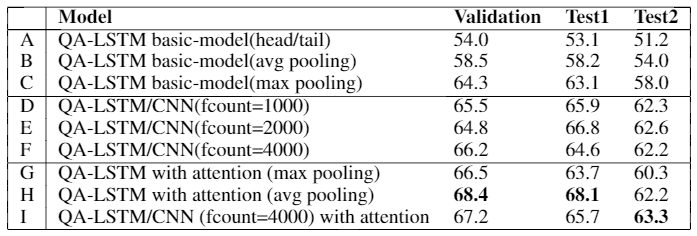 Model Validation Test1 Test2
A QA-LSTM basic-model(head/tail) 54.0 53.1 51.2
B QA-LSTM basic-model(avg pooling) 58.5 58.2 54.0
C QA-LSTM basic-model(max pooling) 64.3 63.1 58.0
D QA-LSTM/CNN(fcount=1000) 65.5 65.9 62.3
E QA-LSTM/CNN(fcount=2000) 64.8 66.8 62.6
F QA-LSTM/CNN(fcount=4000) 66.2 64.6 62.2
G QA-LSTM with attention (max pooling) 66.5 63.7 60.3
H QA-LSTM with attention (avg pooling) 68.4 68.1 62.2
I QA-LSTM/CNN (fcount=4000) with attention 67.2 65.7 63.3